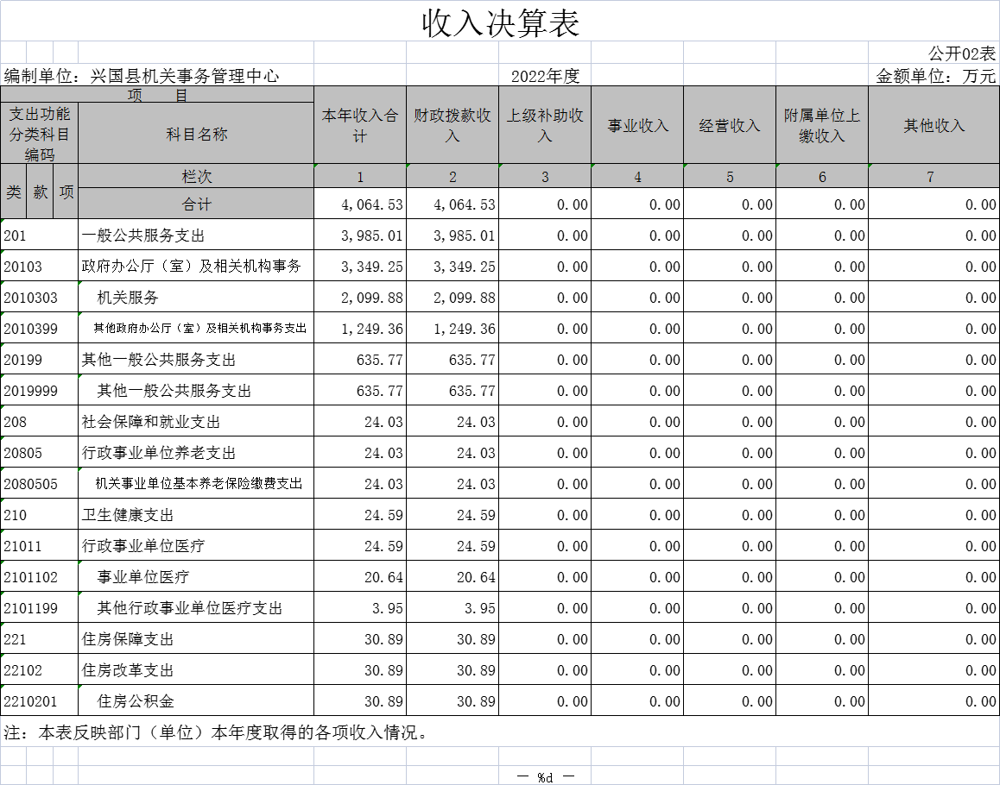 收入决算表
公开02表
编制单位：兴国县机关事务管理中心 2022年度 金额单位：万元
项 目 本年收入合计 财政拨款收入 上级补助收入 事业收入 经营收入 附属单位上缴收入 其他收入
支出功能分类科目编码 科目名称
类 款 项 栏次 1 2 3 4 5 6 7
合计 4,064.53 4,064.53 0.00 0.00 0.00 0.00 0.00
201 一般公共服务支出 3,985.01 3,985.01 0.00 0.00 0.00 0.00 0.00
20103 政府办公厅（室）及相关机构事务 3,349.25 3,349.25 0.00 0.00 0.00 0.00 0.00
2010303 机关服务 2,099.88 2,099.88 0.00 0.00 0.00 0.00 0.00
2010399 其他政府办公厅（室）及相关机构事务支出 1,249.36 1,249.36 0.00 0.00 0.00 0.00 0.00
20199 其他一般公共服务支出 635.77 635.77 0.00 0.00 0.00 0.00 0.00
2019999 其他一般公共服务支出 635.77 635.77 0.00 0.00 0.00 0.00 0.00
208 社会保障和就业支出 24.03 24.03 0.00 0.00 0.00 0.00 0.00
20805 行政事业单位养老支出 24.03 24.03 0.00 0.00 0.00 0.00 0.00
2080505 机关事业单位基本养老保险缴费支出 24.03 24.03 0.00 0.00 0.00 0.00 0.00
210 卫生健康支出 24.59 24.59 0.00 0.00 0.00 0.00 0.00
21011 行政事业单位医疗 24.59 24.59 0.00 0.00 0.00 0.00 0.00
2101102 事业单位医疗 20.64 20.64 0.00 0.00 0.00 0.00 0.00
2101199 其他行政事业单位医疗支出 3.95 3.95 0.00 0.00 0.00 0.00 0.00
221 住房保障支出 30.89 30.89 0.00 0.00 0.00 0.00 0.00
22102 住房改革支出 30.89 30.89 0.00 0.00 0.00 0.00 0.00
2210201 住房公积金 30.89 30.89 0.00 0.00 0.00 0.00 0.00
注：本表反映部门（单位）本年度取得的各项收入情况。
— %d —